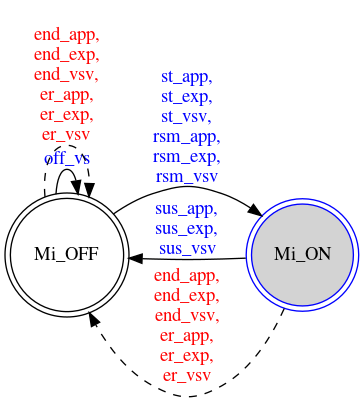 end_app,
end_exp,
end_vsv,
er_app,
er_exp,
er_vsv
off_vs
st_app,
st_exp,
st_vsv,
rsm_app,
rsm_exp,
rsm_vsv
sus_app,
sus_exp,
sus_vsv
Mi_OFF
Mi_ON
end_app,
end_exp,
end_vsv,
er_app,
er_exp,
er_vsv